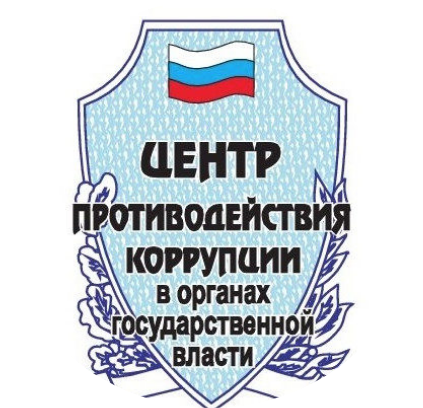 ЦЕНТР
ПРОТИВОДЕЙСТВИЯ
КОРРУПЦИИ
в органах
государственной
власти